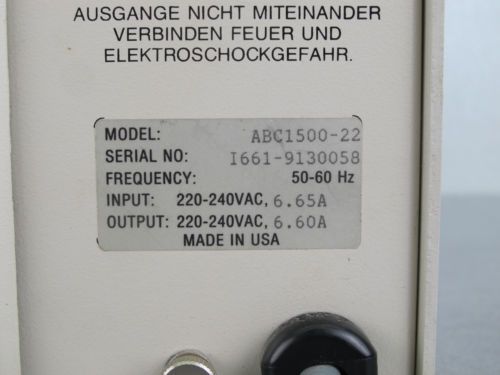 AUSGANGE NICHT MITEINANDER
VERBINDEN FEUER UND
ELEKTROSCHOCKGEFAHR.
MODEL: ABC1500-22
SERIAL NO: I661-9130058
FREQUENCY: 50-60 Hz
INPUT: 220-240VAC, 6.65A
OUTPUT: 220-240VAC, 6.60A
MADE IN USA